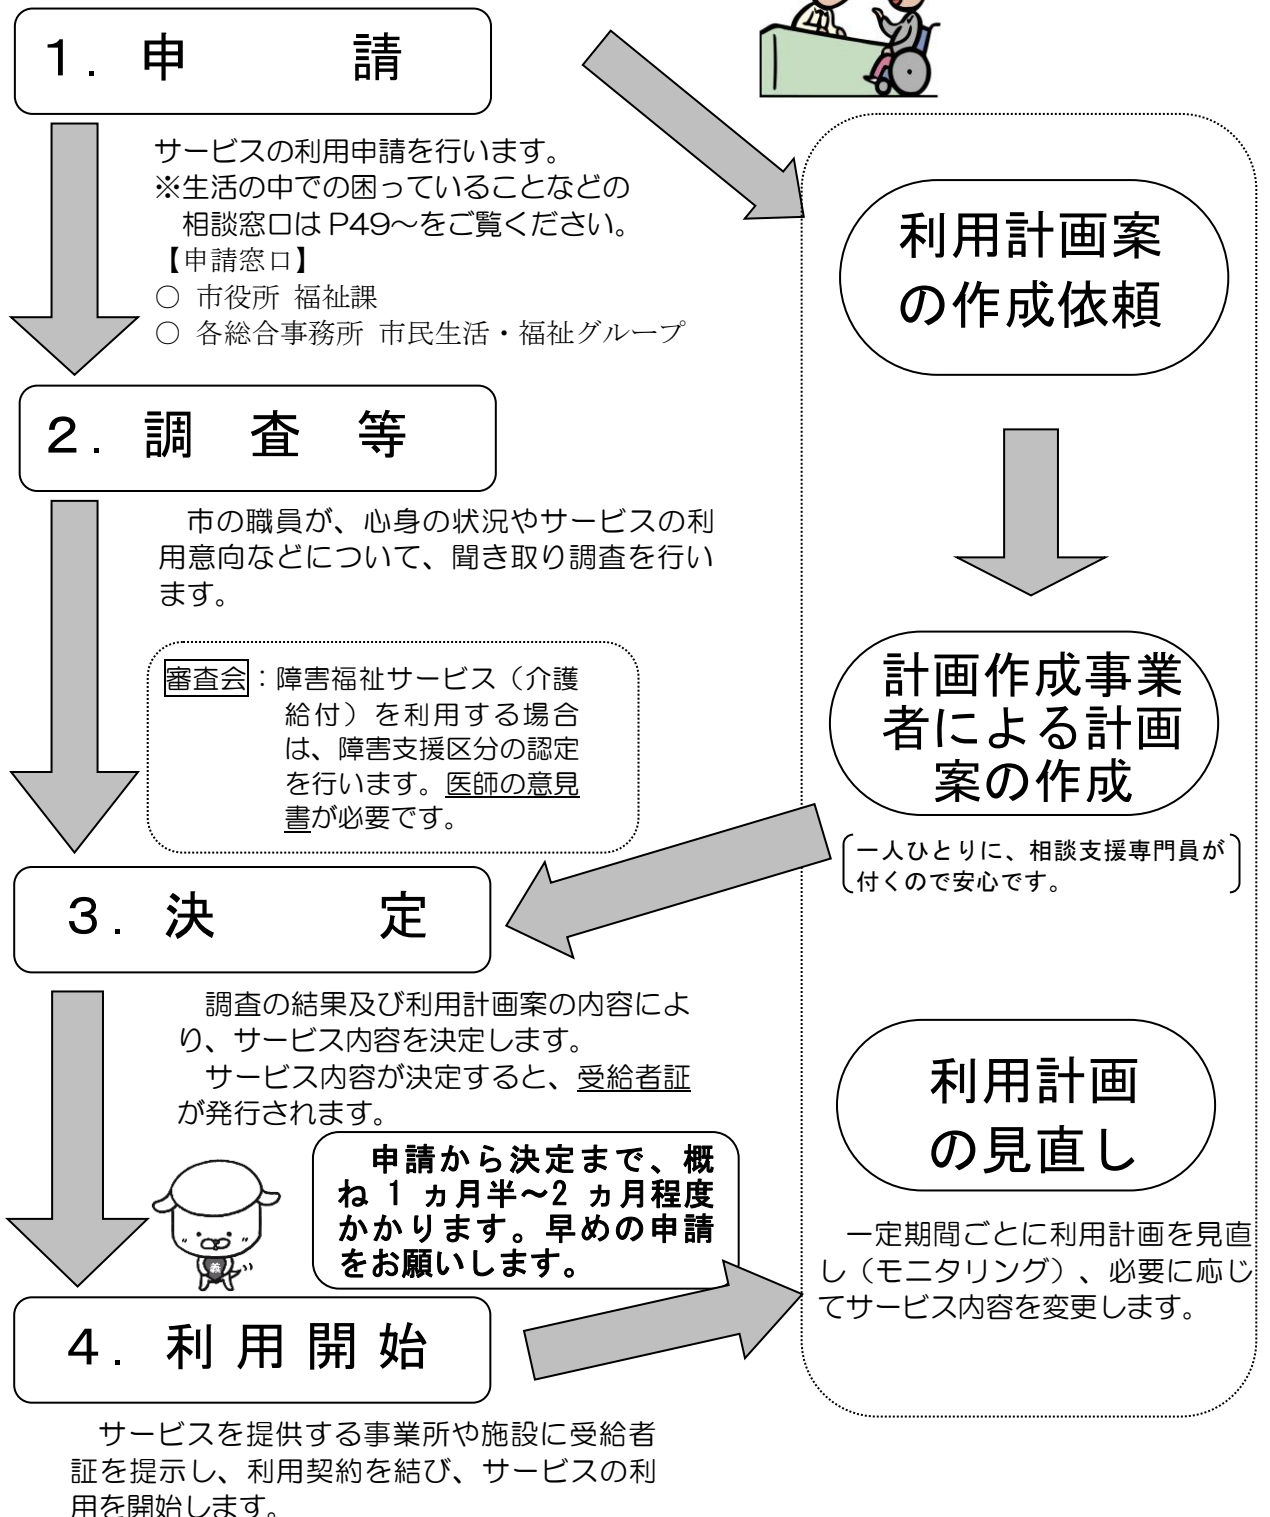 1. 申 請
サービスの利用申請を行います。
※生活の中での困っていることなどの
相談窓口はP49〜をご覧ください。
【申請窓口】
○ 市役所 福祉課
○ 各総合事務所 市民生活・福祉グループ
2. 調 査 等
市の職員が、心身の状況やサービスの利
用意向などについて、聞き取り調査を行い
ます。
審査会：障害福祉サービス（介護
給付）を利用する場合
は、障害支援区分の認定
を行います。医師の意見
書が必要です。
3. 決 定
調査の結果及び利用計画案の内容によ
り、サービス内容を決定します。
サービス内容が決定すると、受給者証
が発行されます。
申請から決定まで、概
ね 1 ヵ月半〜2 ヵ月程度
かかります。早めの申請
をお願いします。
義
4. 利用開始
サービスを提供する事業所や施設に受給者
証を提示し、利用契約を結び、サービスの利
用を開始します。
利用計画案
の作成依頼
計画作成事業
者による計画
案の作成
一人ひとりに、相談支援専門員が
付くので安心です。
利用計画
の見直し
一定期間ごとに利用計画を見直
し（モニタリング）、必要に応じ
てサービス内容を変更します。